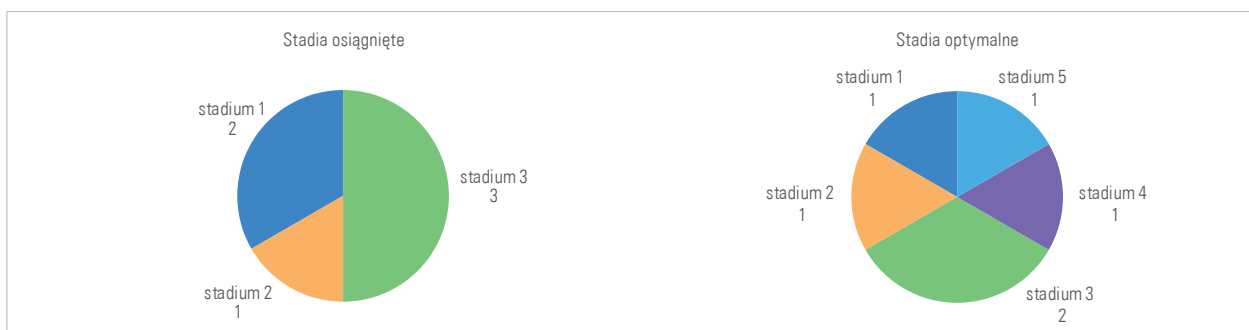 Stadia osiągnięte
stadium 1
2
stadium 3
3
stadium 2
1
Stadia optymalne
stadium 1
1
stadium 5
1
stadium 2
1
stadium 4
1
stadium 3
2